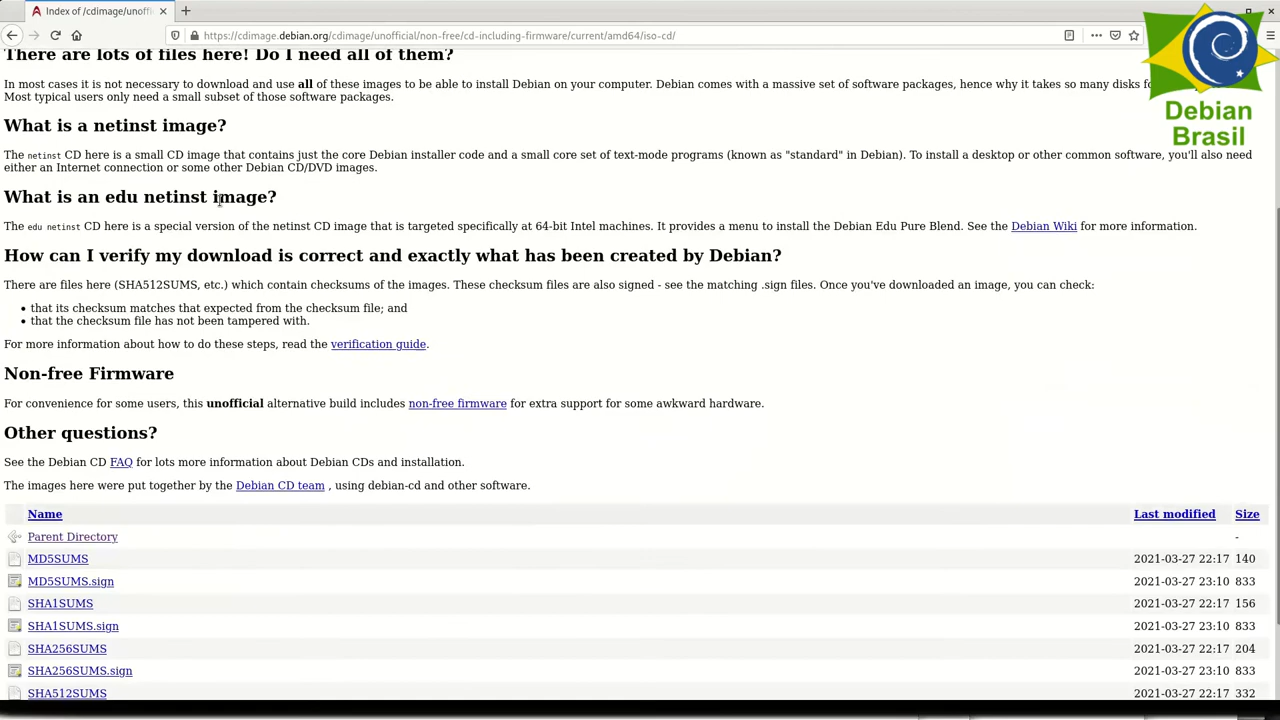 Index of /cdimage/unoffi
https://cdimage.debian.org/cdimage/unofficial/non-free/cd-including-firmware/current/amd64/iso-cd/
There are lots of files here! Do I need all of them?
In most cases it is not necessary to download and use all of these images to be able to install Debian on your computer. Debian comes with a massive set of software packages, hence why it takes so many disks fo
Most typical users only need a small subset of those software packages.
Debian
Brasil
What is a netinst image?
The netinst CD here is a small CD image that contains just the core Debian installer code and a small core set of text-mode programs (known as "standard" in Debian). To install a desktop or other common software, you'll also need
either an Internet connection or some other Debian CD/DVD images.
What is an edu netinst image?
The edu netinst CD here is a special version of the netinst CD image that is targeted specifically at 64-bit Intel machines. It provides a menu to install the Debian Edu Pure Blend. See the Debian Wiki for more information.
How can I verify my download is correct and exactly what has been created by Debian?
There are files here (SHA512SUMS, etc.) which contain checksums of the images. These checksum files are also signed - see the matching .sign files. Once you've downloaded an image, you can check:
• that its checksum matches that expected from the checksum file; and
• that the checksum file has not been tampered with.
For more information about how to do these steps, read the verification guide.
Non-free Firmware
For convenience for some users, this unofficial alternative build includes non-free firmware for extra support for some awkward hardware.
Other questions?
See the Debian CD FAQ for lots more information about Debian CDs and installation.
The images here were put together by the Debian CD team , using debian-cd and other software.
Name Last modified Size
Parent Directory -
MD5SUMS 2021-03-27 22:17 140
MD5SUMS.sign 2021-03-27 23:10 833
SHA1SUMS 2021-03-27 22:17 156
SHA1SUMS.sign 2021-03-27 23:10 833
SHA256SUMS 2021-03-27 22:17 204
SHA256SUMS.sign 2021-03-27 23:10 833
SHA512SUMS 2021-03-27 22:17 332